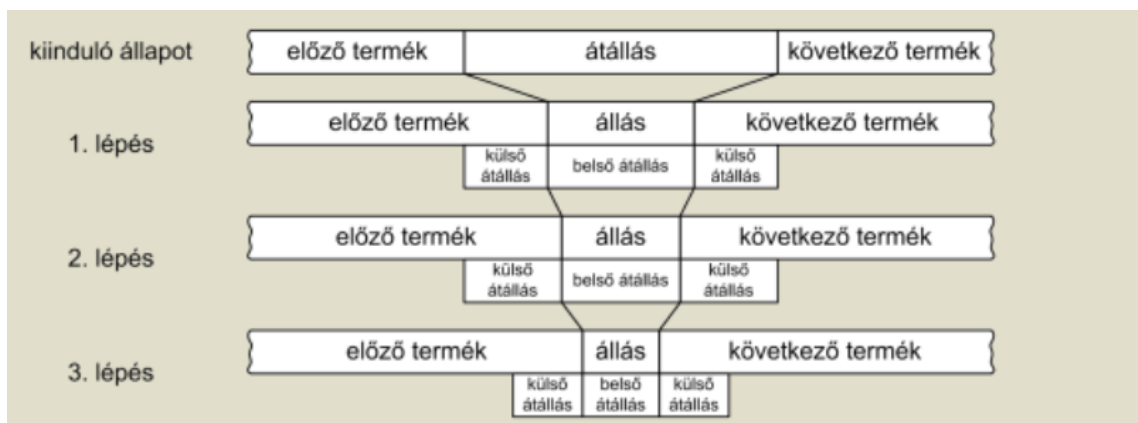 kiinduló állapot
előző termék
átállás
következő termék
1. lépés
előző termék
állás
következő termék
külső
átállás
belső átállás
külső
átállás
2. lépés
előző termék
állás
következő termék
külső
átállás
belső átállás
külső
átállás
3. lépés
előző termék
állás
következő termék
külső
átállás
belső
átállás
külső
átállás